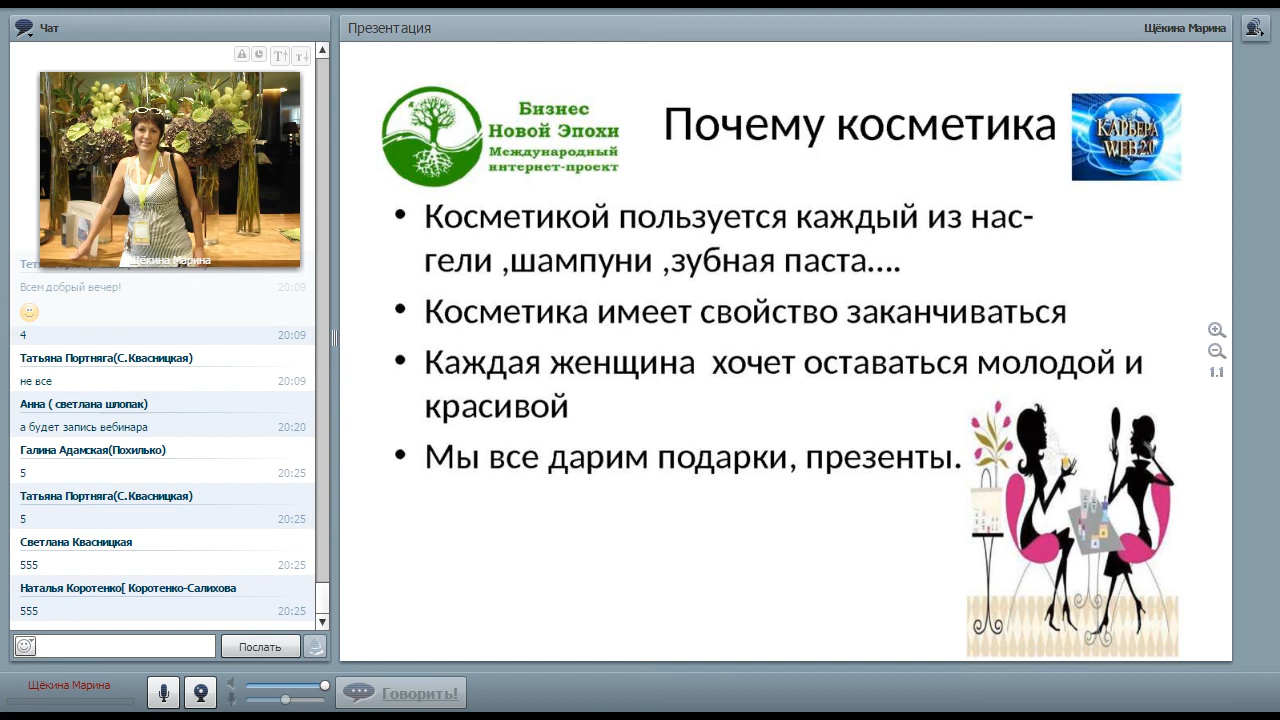 Чат
Щёкина Марина
Всем добрый вечер! 20:09
4 20:09
Татьяна Портняга(С.Квасницкая)
не все 20:09
Анна ( светлана шлопак)
а будет запись вебинара 20:20
Галина Адамская(Похилько)
5 20:25
Татьяна Портняга(С.Квасницкая)
5 20:25
Светлана Квасницкая
555 20:25
Наталья Коротенко[ Коротенко-Салихова
555 20:25
Послать
Презентация
Щёкина Марина
Бизнес
Новой Эпохи
Международный
интернет-проект
Почему косметика
КАРЬЕРА
WEB 2.0
• Косметикой пользуется каждый из нас-
гели ,шампуни ,зубная паста....
• Косметика имеет свойство заканчиваться
• Каждая женщина хочет оставаться молодой и
красивой
• Мы все дарим подарки, презенты.
1.1
Щёкина Марина
Говорить!